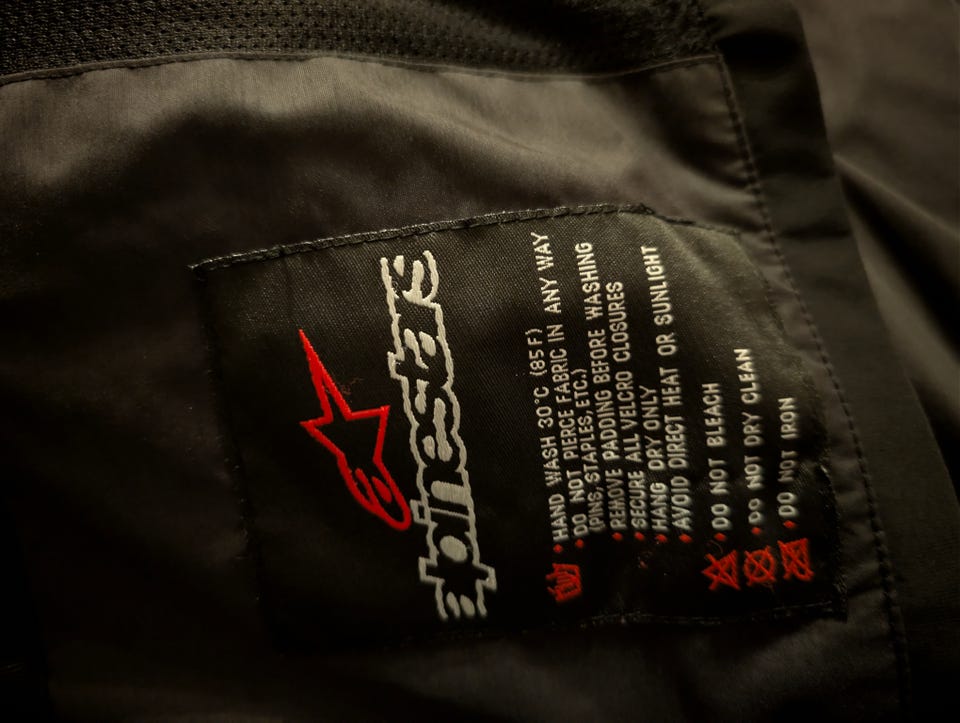 alpinestars
• HAND WASH 30°C (85F)
• DO NOT PIERCE FABRIC IN ANY WAY
(PINS, STAPLES, ETC.)
• REMOVE PADDING BEFORE WASHING
• SECURE ALL VELCRO CLOSURES
• HANG DRY ONLY
• AVOID DIRECT HEAT OR SUNLIGHT
• DO NOT BLEACH
• DO NOT DRY CLEAN
• DO NOT IRON